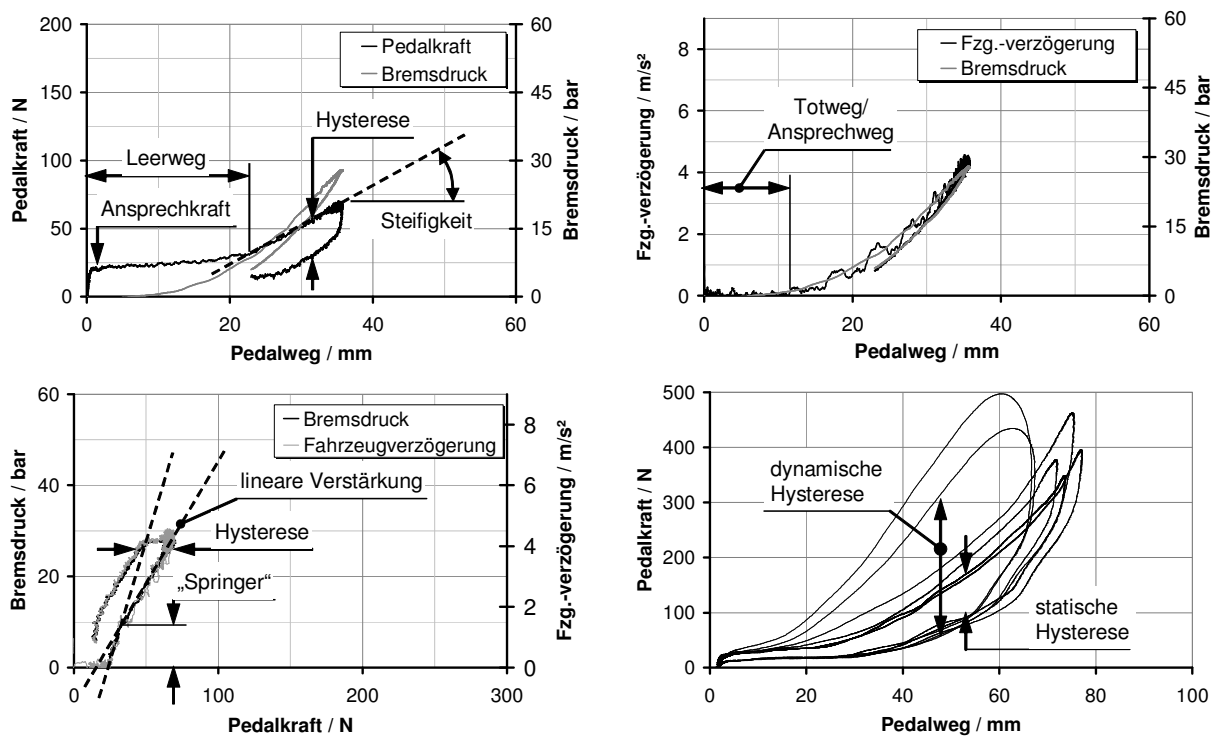 200
150
100
50
0
Pedalkraft / N
Pedalkraft
Bremsdruck
Hysterese
Leerweg
Ansprechkraft
Steifigkeit
60
45
30
15
0
Bremsdruck / bar
0 20 40 60
Pedalweg / mm
8
6
4
2
0
Fzg.-verzögerung / m/s²
Fzg.-verzögerung
Bremsdruck
Totweg/
Ansprechweg
60
45
30
15
0
Bremsdruck / bar
0 20 40 60
Pedalweg / mm
60
40
20
0
Bremsdruck / bar
Bremsdruck
Fahrzeugverzögerung
lineare Verstärkung
Hysterese
„Springer“
8
6
4
2
0
Fzg.-verzögerung / m/s²
0 100 200 300
Pedalkraft / N
500
400
300
200
100
0
Pedalkraft / N
dynamische
Hysterese
statische
Hysterese
0 20 40 60 80 100
Pedalweg / mm